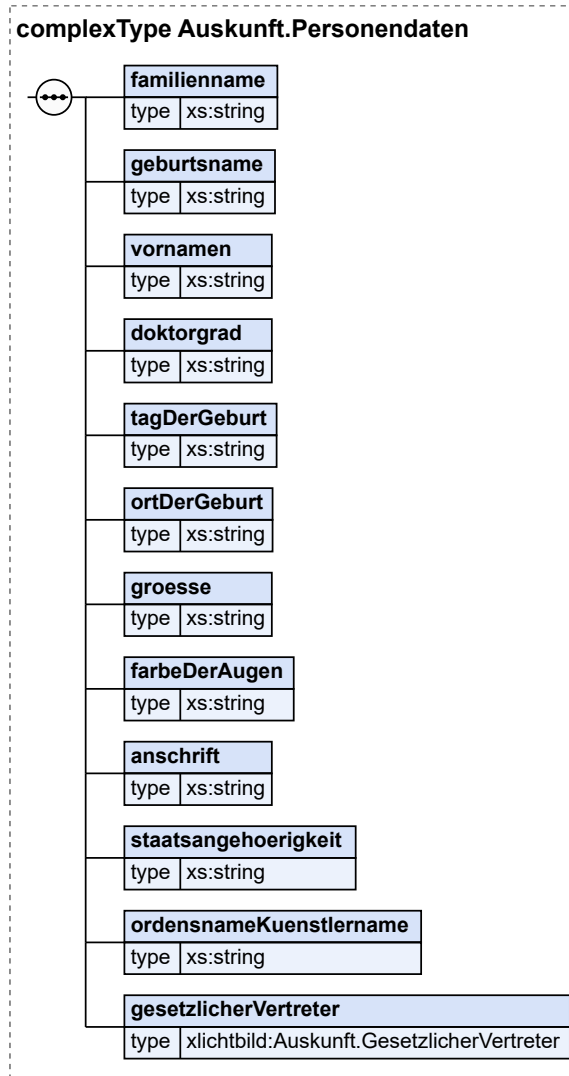 complexType Auskunft.Personendaten
familienname
type xs:string
geburtsname
type xs:string
vornamen
type xs:string
doktorgrad
type xs:string
tagDerGeburt
type xs:string
ortDerGeburt
type xs:string
groesse
type xs:string
farbeDerAugen
type xs:string
anschrift
type xs:string
staatsangehoerigkeit
type xs:string
ordensnameKuenstlername
type xs:string
gesetzlicherVertreter
type xlichtbild:Auskunft.GesetzlicherVertreter